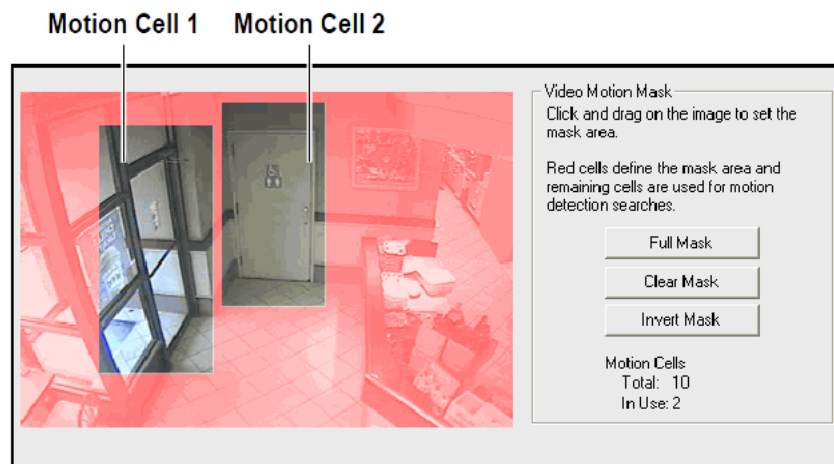 Motion Cell 1 Motion Cell 2
Video Motion Mask
Click and drag on the image to set the
mask area.
Red cells define the mask area and
remaining cells are used for motion
detection searches.
Full Mask
Clear Mask
Invert Mask
Motion Cells
Total: 10
In Use: 2